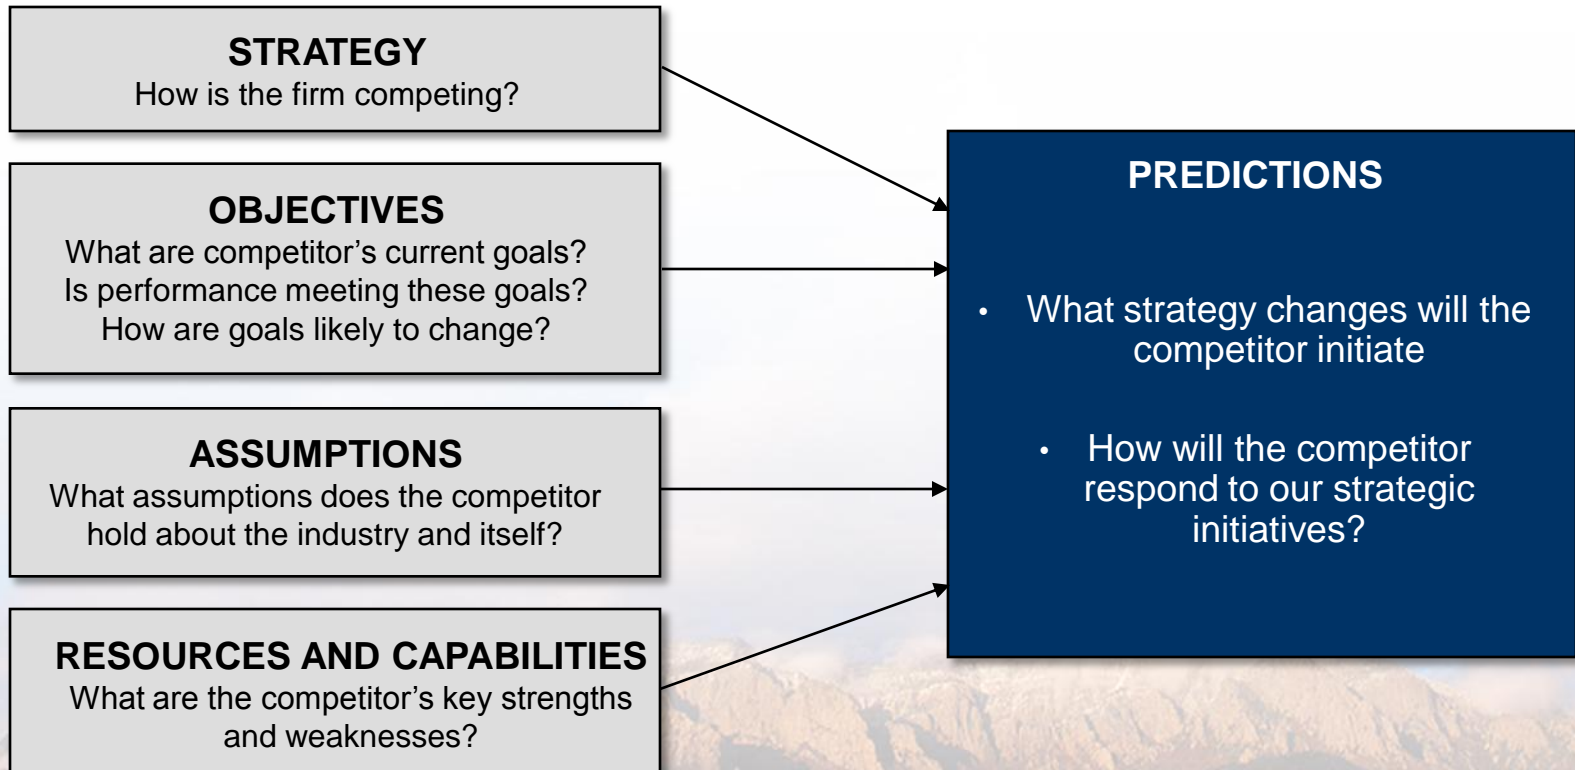 STRATEGY
How is the firm competing?
OBJECTIVES
What are competitor’s current goals?
Is performance meeting these goals?
How are goals likely to change?
ASSUMPTIONS
What assumptions does the competitor
hold about the industry and itself?
RESOURCES AND CAPABILITIES
What are the competitor’s key strengths
and weaknesses?
PREDICTIONS
• What strategy changes will the
competitor initiate
• How will the competitor
respond to our strategic
initiatives?